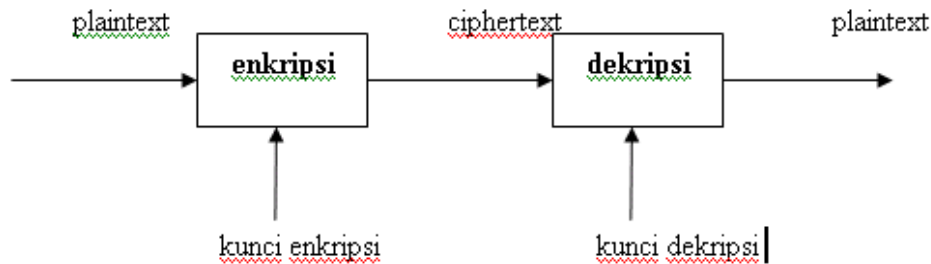 plaintext ciphertext plaintext
enkripsi dekripsi
kunci enkripsi kunci dekripsi